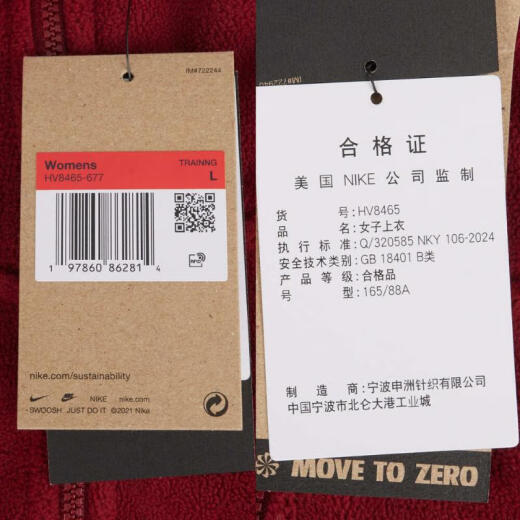 IM#722244
Womens
TRAINNG
HV8465-677
L
1 97860 86281 4
RFID
nike.com/sustainability
NIKE nike.com
SWOOSH JUST DO IT ©2021 Nike
合格证
美国 NIKE 公司监制
货号:HV8465
品名:女子上衣
执行标准:Q/320585 NKY 106-2024
安全技术类别:GB 18401 B类
产品等级:合格品
号型:165/88A
制造商:宁波申洲针织有限公司
中国宁波市北仑大港工业城
MOVE TO ZERO